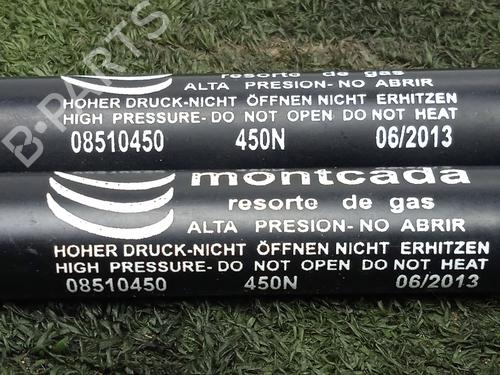 resorte de gas
ALTA PRESION-NO ABRIR
HOHER DRUCK-NICHT ÖFFNEN NICHT ERHITZEN
HIGH PRESSURE-DO NOT OPEN DO NOT HEAT
08510450 450N 06/2013
montcada
resorte de gas
ALTA PRESION-NO ABRIR
HOHER DRUCK-NICHT ÖFFNEN NICHT ERHITZEN
HIGH PRESSURE-DO NOT OPEN DO NOT HEAT
08510450 450N 06/2013
B-PARTS